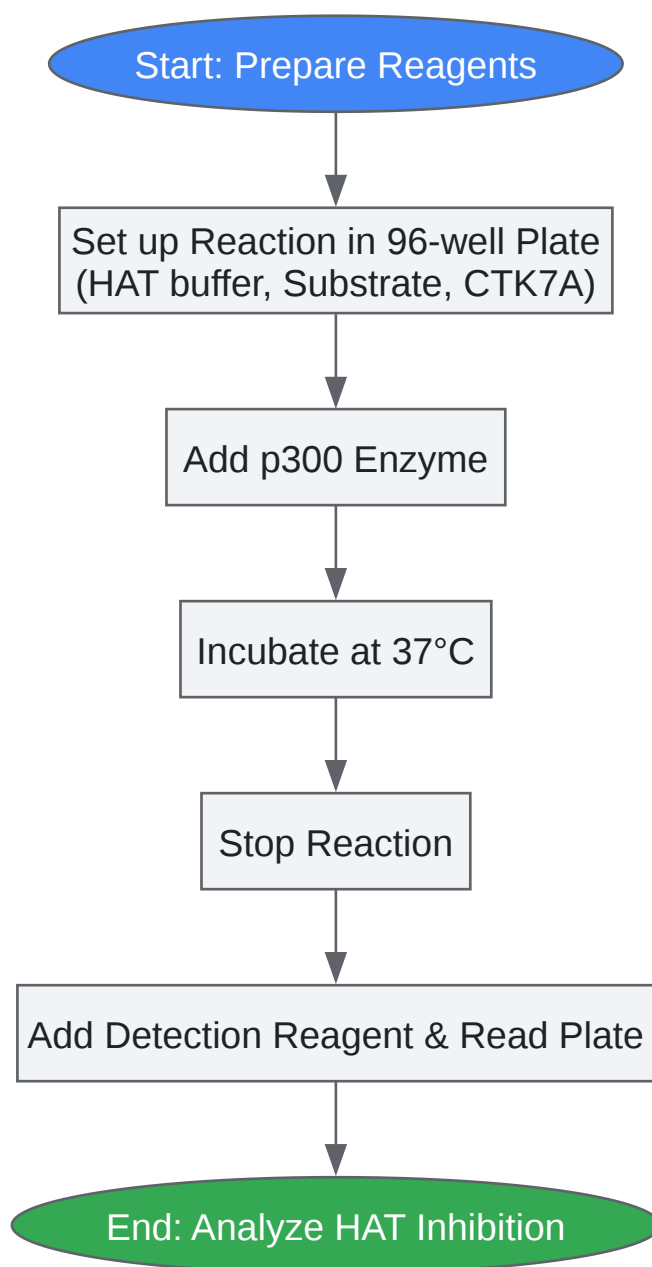 Start: Prepare Reagents
Set up Reaction in 96-well Plate
(HAT buffer, Substrate, CTK7A)
Add p300 Enzyme
Incubate at 37°C
Stop Reaction
Add Detection Reagent & Read Plate
End: Analyze HAT Inhibition